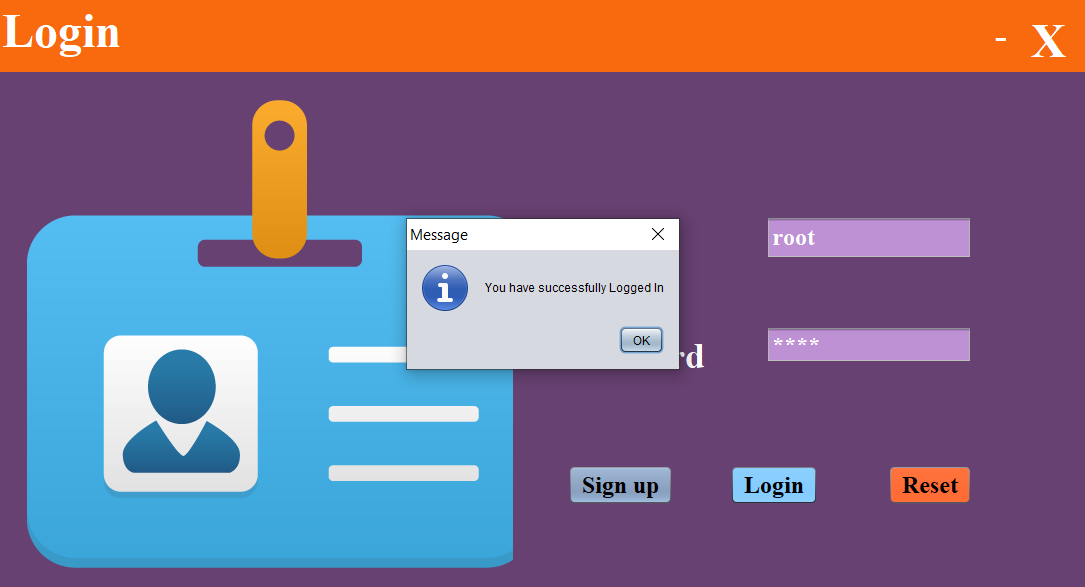 Login
- X
Message
You have successfully Logged In
OK
root
rd
****
Sign up
Login
Reset